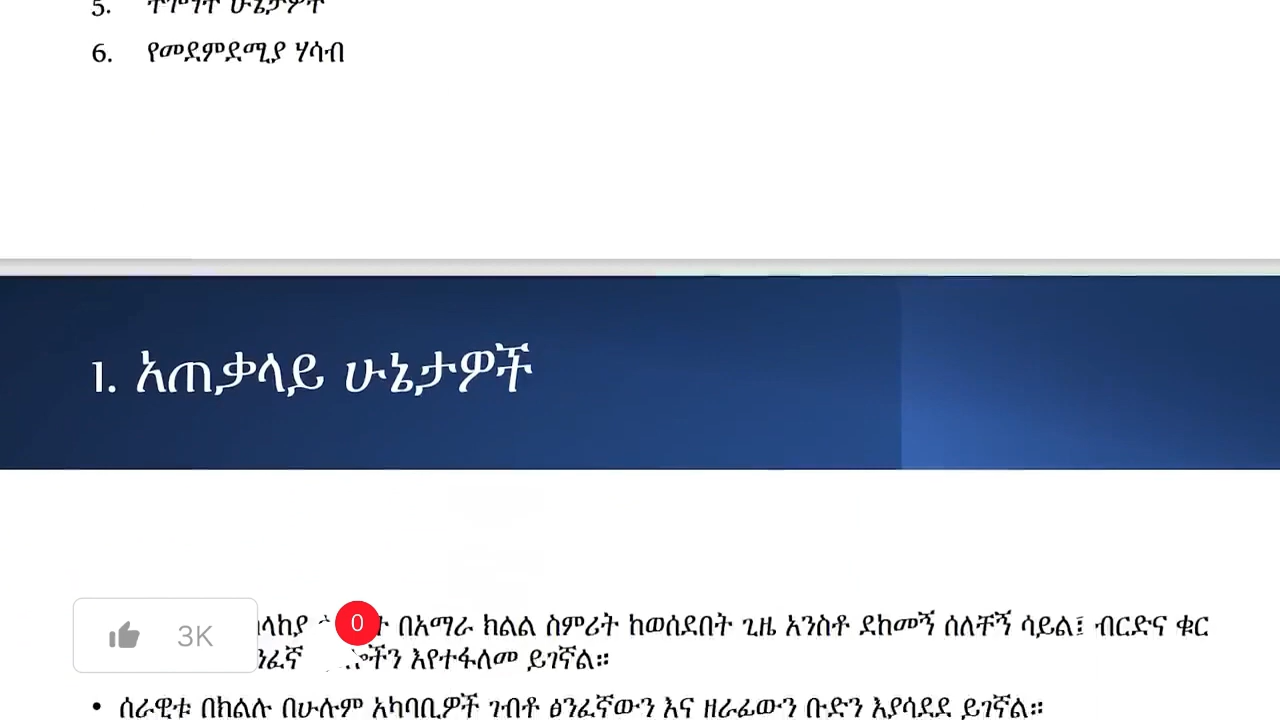 5. ተጐማት ሁኔታዎች
6. የመደምደሚያ ሃሳብ
1. አጠቃላይ ሁኔታዎች
በአማራ ክልል ስምሪት ከወሰደበት ጊዜ አንስቶ ደከመኝ ሰለቸኝ ሳይል፤ ብርድና ቁር
እየተፋለመ ይገኛል።
3K
0
• ሰራዊቱ በክልሉ በሁሉም አካባቢዎች ገብቶ ፅንፈኛውን እና ዘራፊውን ቡድን እያሳደደ ይገኛል።